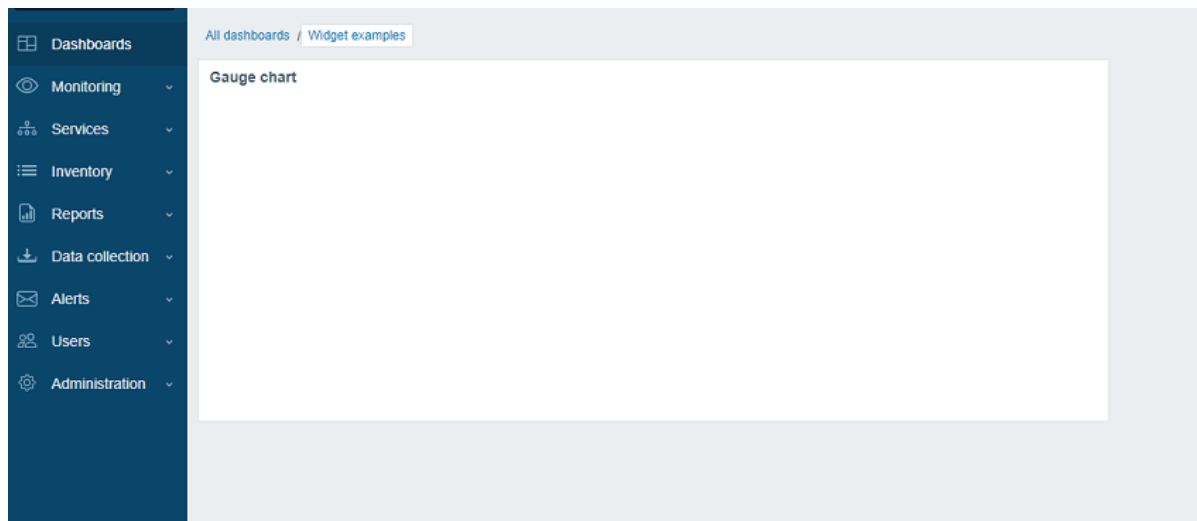 Dashboards
Monitoring
Services
Inventory
Reports
Data collection
Alerts
Users
Administration
All dashboards / Widget examples
Gauge chart